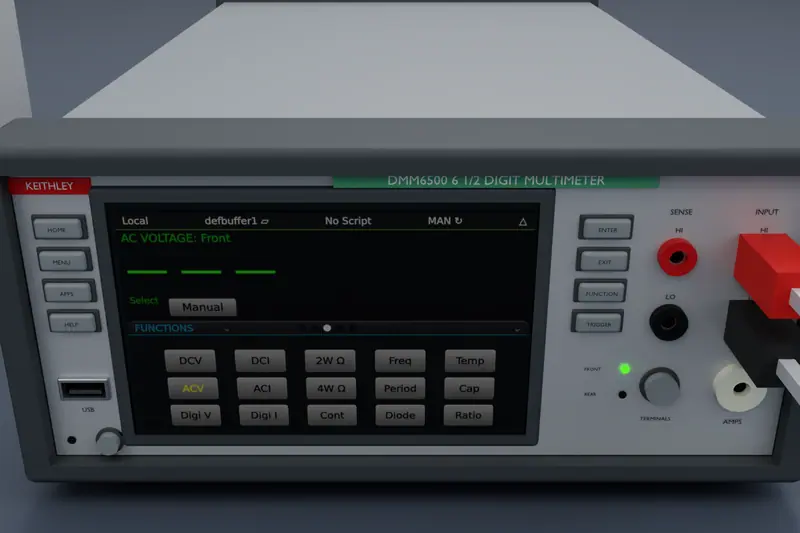 KEITHLEY
DMM6500 6 1/2 DIGIT MULTIMETER
HOME
MENU
APPS
HELP
USB
Local defbuffer1 No Script MAN ↻
AC VOLTAGE: Front
Select Manual
FUNCTIONS
DCV DCI 2W Ω Freq Temp
ACV ACI 4W Ω Period Cap
Digi V Digi I Cont Diode Ratio
ENTER
EXIT
FUNCTION
TRIGGER
SENSE INPUT
HI HI
LO
FRONT
REAR
TERMINALS
AMPS